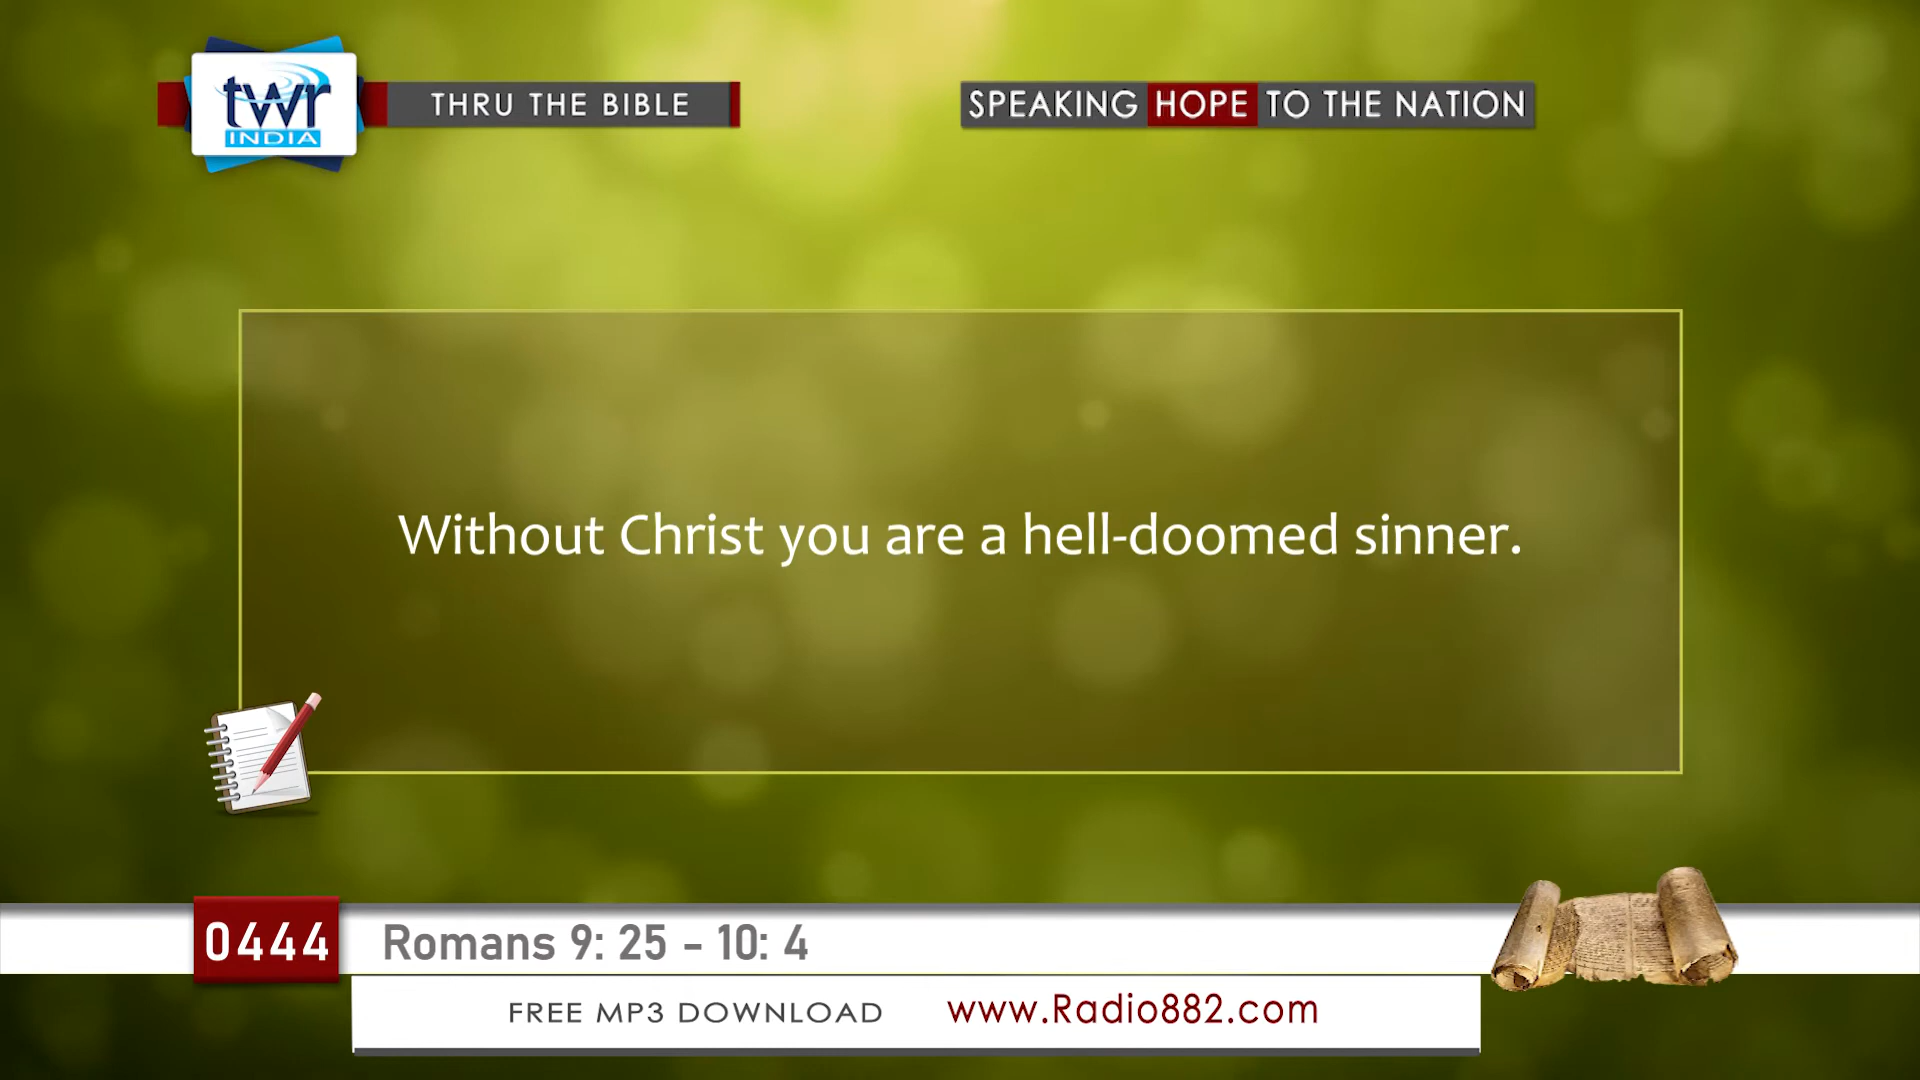 twr
INDIA
THRU THE BIBLE
SPEAKING HOPE TO THE NATION
Without Christ you are a hell-doomed sinner.
0444
Romans 9: 25 - 10: 4
FREE MP3 DOWNLOAD
www.Radio882.com